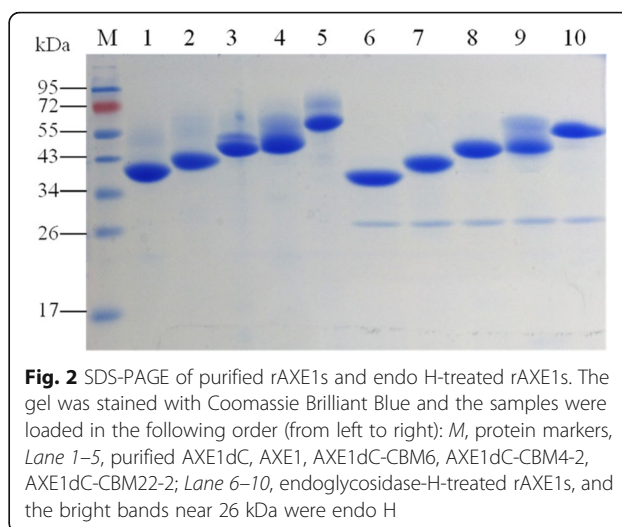 kDa M 1 2 3 4 5 6 7 8 9 10
95
72
55
43
34
26
17
Fig. 2 SDS-PAGE of purified rAXE1s and endo H-treated rAXE1s. The
gel was stained with Coomassie Brilliant Blue and the samples were
loaded in the following order (from left to right): M, protein markers,
Lane 1–5, purified AXE1dC, AXE1, AXE1dC-CBM6, AXE1dC-CBM4-2,
AXE1dC-CBM22-2; Lane 6–10, endoglycosidase-H-treated rAXE1s, and
the bright bands near 26 kDa were endo H